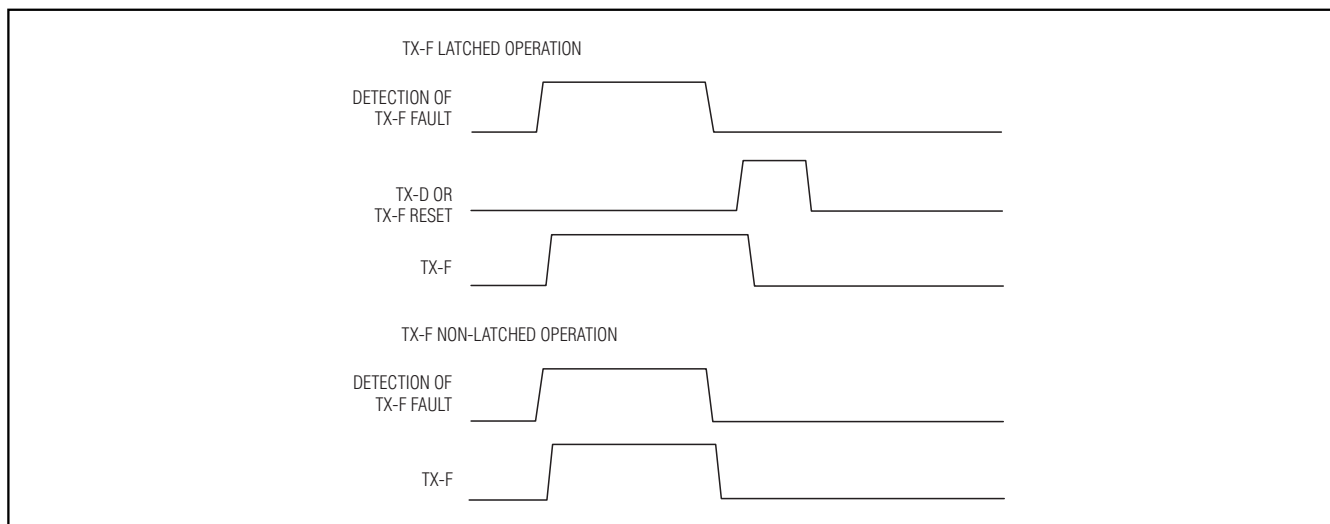 TX-F LATCHED OPERATION
DETECTION OF
TX-F FAULT
TX-D OR
TX-F RESET
TX-F
TX-F NON-LATCHED OPERATION
DETECTION OF
TX-F FAULT
TX-F